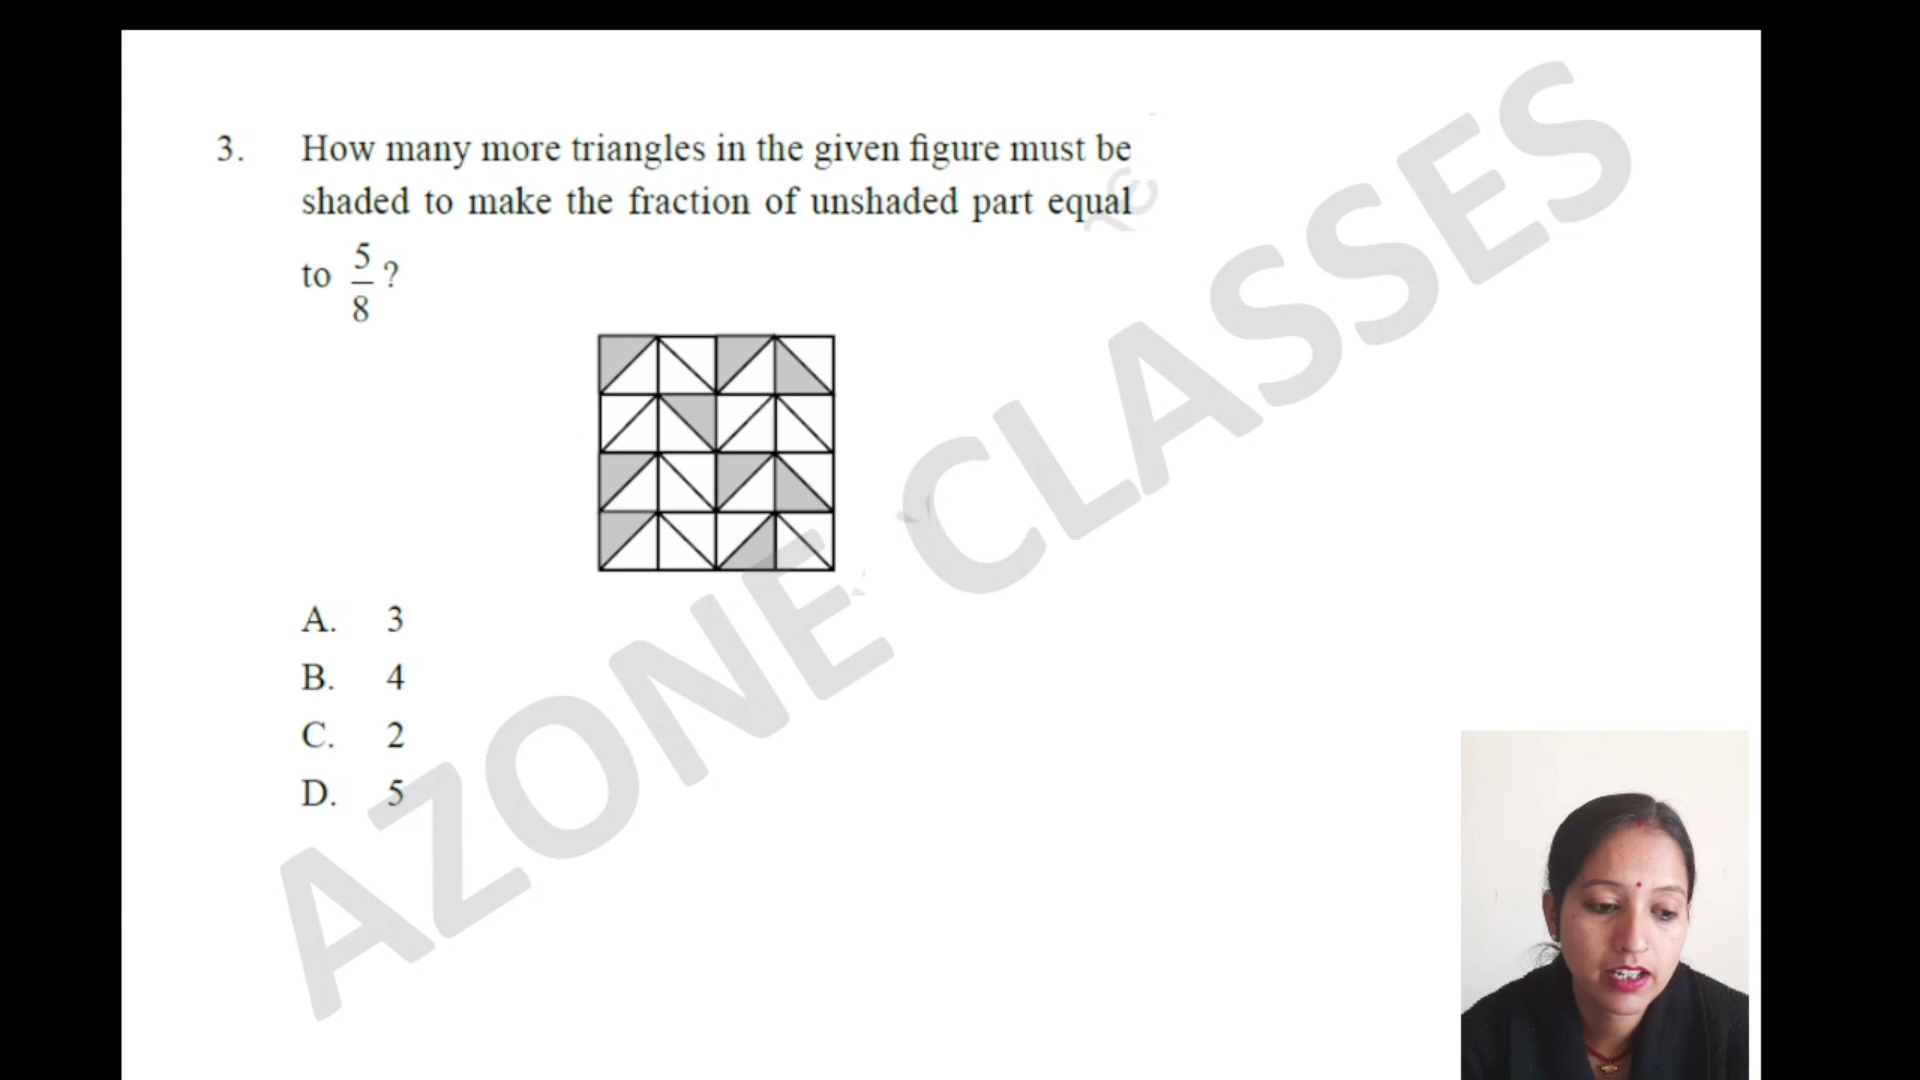 3. How many more triangles in the given figure must be
shaded to make the fraction of unshaded part equal
to 5/8 ?
A. 3
B. 4
C. 2
D. 5
AZONE CLASSES